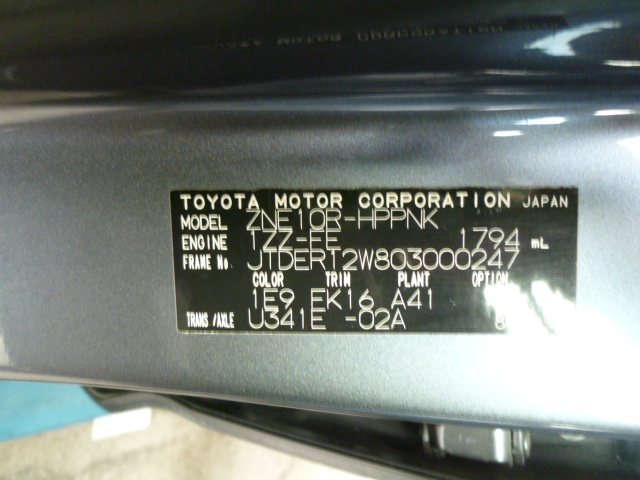 TOYOTA MOTOR CORPORATION JAPAN
MODEL ZNE10R-HPPNK
ENGINE 1ZZ-FE 1794 mL
FRAME No. JTDERT2W803000247
COLOR TRIM PLANT OPTION
1E9 EK16 A41
TRANS/AXLE U341E -02A